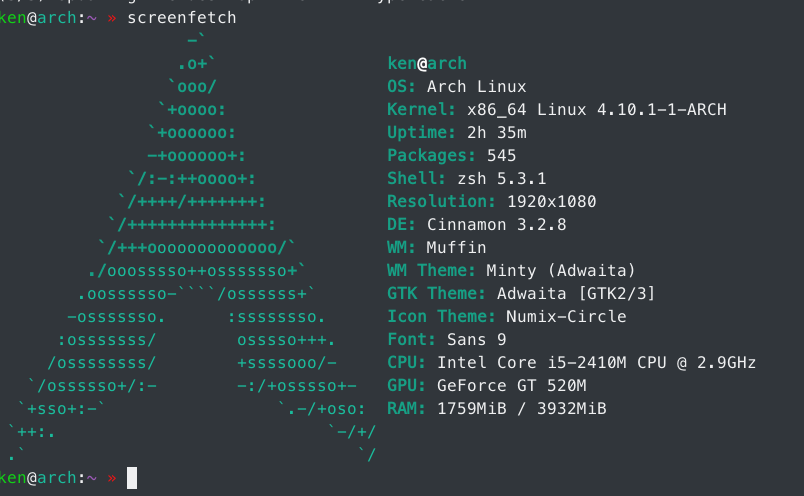 ken@arch:~ » screenfetch
-`
.o+`                 ken@arch
`ooo/                OS: Arch Linux
`+oooo:              Kernel: x86_64 Linux 4.10.1-1-ARCH
`+oooooo:            Uptime: 2h 35m
-+oooooo+:           Packages: 545
`/:-:++oooo+:        Shell: zsh 5.3.1
`/++++/+++++++:      Resolution: 1920x1080
`/++++++++++++++:    DE: Cinnamon 3.2.8
`/+++ooooooooooooo/` WM: Muffin
./ooosssso++osssssso+` WM Theme: Minty (Adwaita)
.oossssso-````/ossssss+` GTK Theme: Adwaita [GTK2/3]
-osssssso.      :ssssssso. Icon Theme: Numix-Circle
:osssssss/        osssso+++. Font: Sans 9
/ossssssss/        +ssssooo/- CPU: Intel Core i5-2410M CPU @ 2.9GHz
`/ossssso+/:-        -:/+osssso+- GPU: GeForce GT 520M
`+sso+:-`                 `.-/+oso: RAM: 1759MiB / 3932MiB
`++:.                           `-/+/
.`                                 `/
ken@arch:~ »